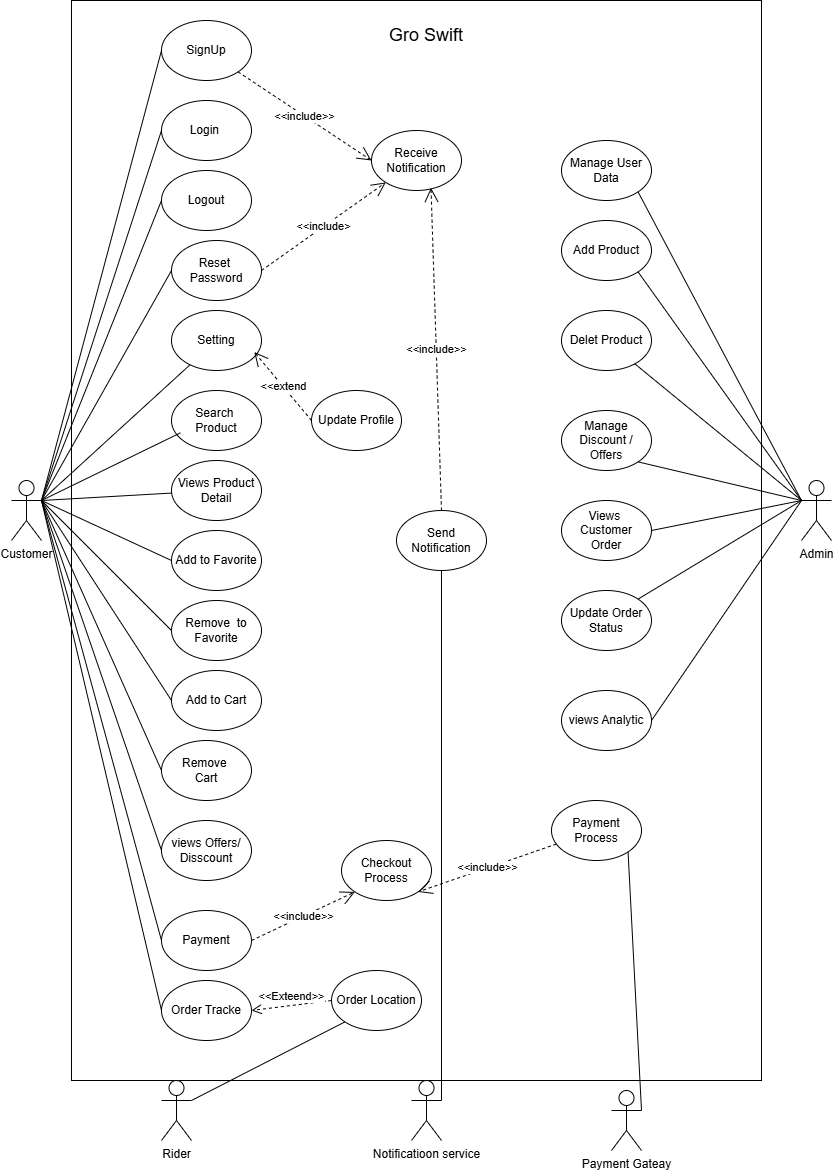 Gro Swift
SignUp
<<include>>
Login
Receive
Notification
Manage User
Data
Logout
<<include>
Reset
Password
Add Product
Setting
<<include>>
Delet Product
<<extend
Search
Product
Update Profile
Manage
Discount /
Offers
Views Product
Detail
Customer
Send
Notification
Views
Customer
Order
Admin
Add to Favorite
Remove  to
Favorite
Update Order
Status
Add to Cart
views Analytic
Remove
Cart
views Offers/
Disscount
Payment
Process
Checkout
Process
<<include>>
Payment
<<include>>
Order Tracke
<<Exteend>>
Order Location
Rider
Notificatioon service
Payment Gateay